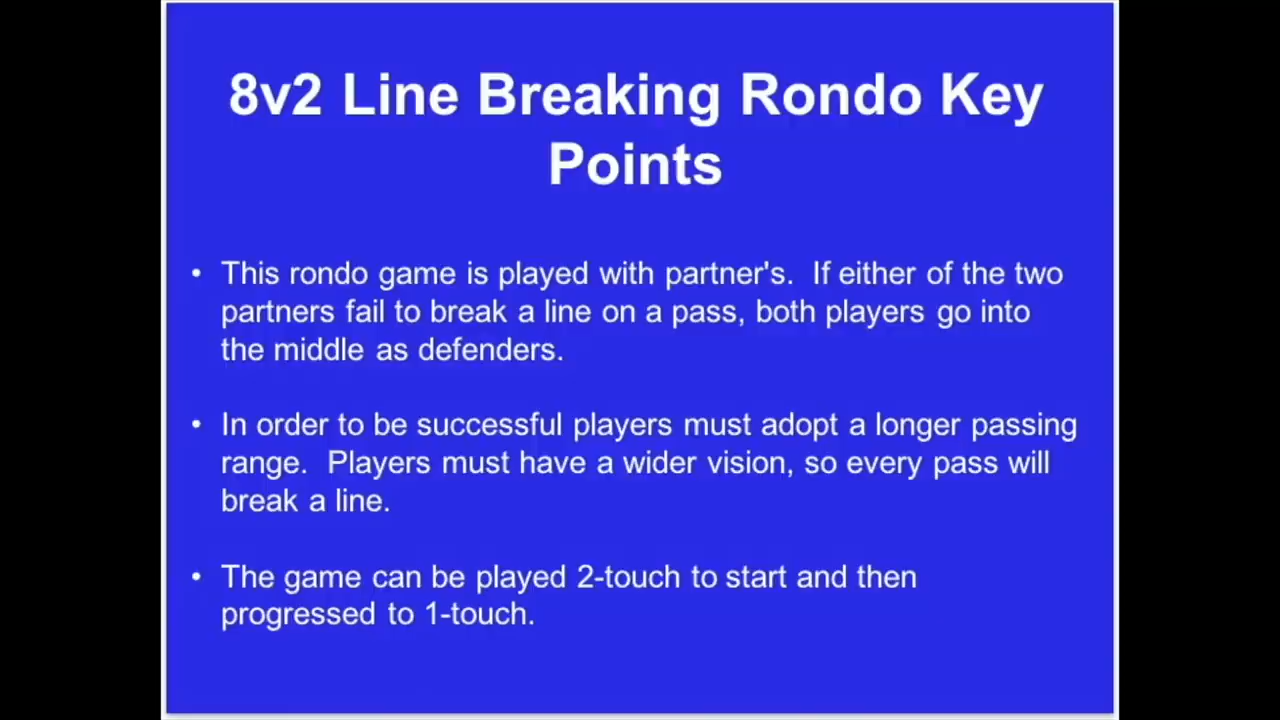 8v2 Line Breaking Rondo Key
Points
• This rondo game is played with partner's.  If either of the two
partners fail to break a line on a pass, both players go into
the middle as defenders.
• In order to be successful players must adopt a longer passing
range.  Players must have a wider vision, so every pass will
break a line.
• The game can be played 2-touch to start and then
progressed to 1-touch.